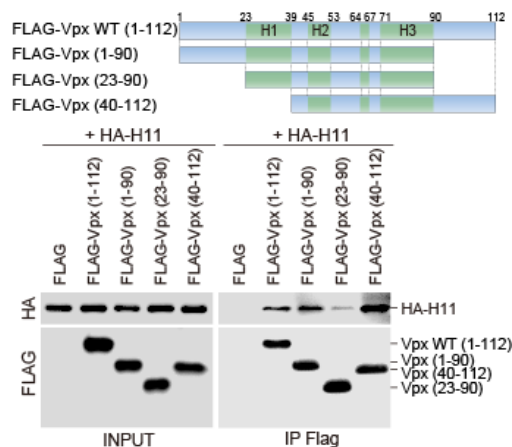 1 23 39 45 53 64 67 71 90 112
FLAG-Vpx WT (1-112) H1 H2 H3
FLAG-Vpx (1-90)
FLAG-Vpx (23-90)
FLAG-Vpx (40-112)
+ HA-H11 + HA-H11
FLAG
FLAG-Vpx (1-112)
FLAG-Vpx (1-90)
FLAG-Vpx (23-90)
FLAG-Vpx (40-112)
FLAG
FLAG-Vpx (1-112)
FLAG-Vpx (1-90)
FLAG-Vpx (23-90)
FLAG-Vpx (40-112)
HA
HA-H11
FLAG
Vpx WT (1-112)
Vpx (1-90)
Vpx (40-112)
Vpx (23-90)
INPUT IP Flag